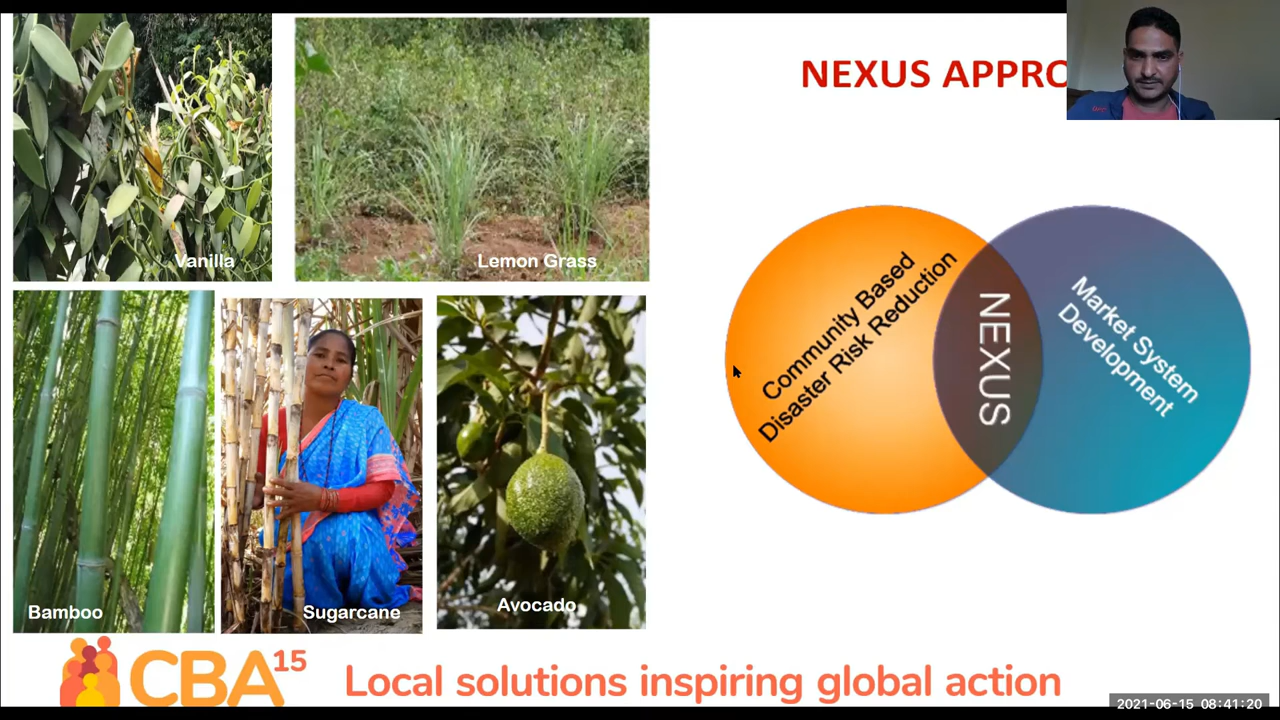 NEXUS APPRO
Vanilla
Lemon Grass
Bamboo
Sugarcane
Avocado
Community Based
Disaster Risk Reduction
NEXUS
Market System
Development
CBA 15
Local solutions inspiring global action
2021-06-15 08:41:20